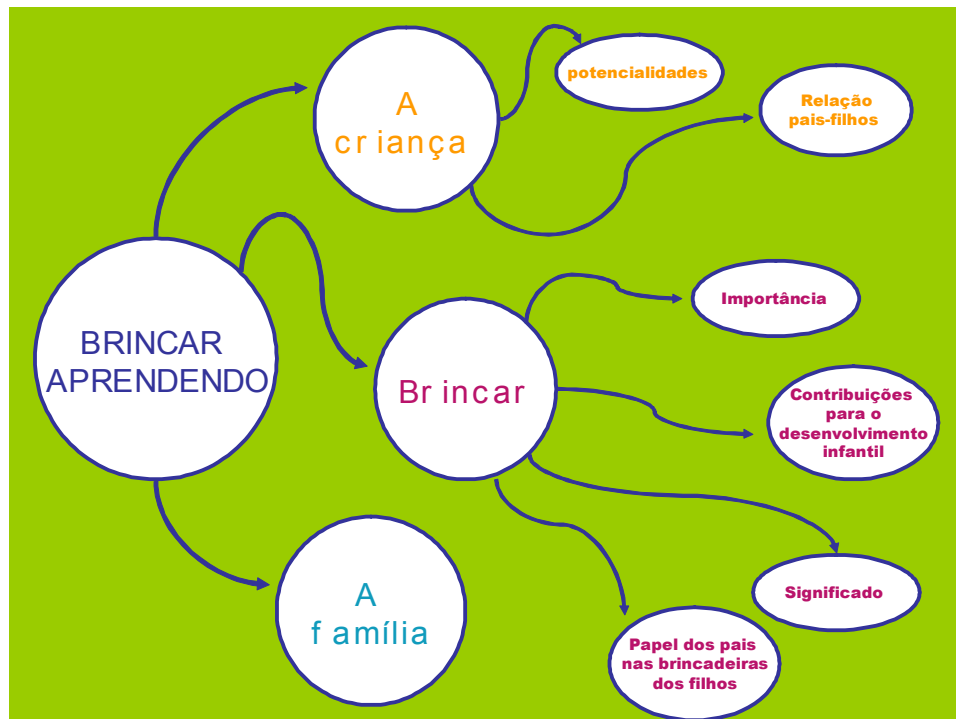 BRINCAR
APRENDENDO
A
criança
potencialidades
Relação
pais-filhos
Brincar
Importância
Contribuições
para o
desenvolvimento
infantil
Significado
Papel dos pais
nas brincadeiras
dos filhos
A
família